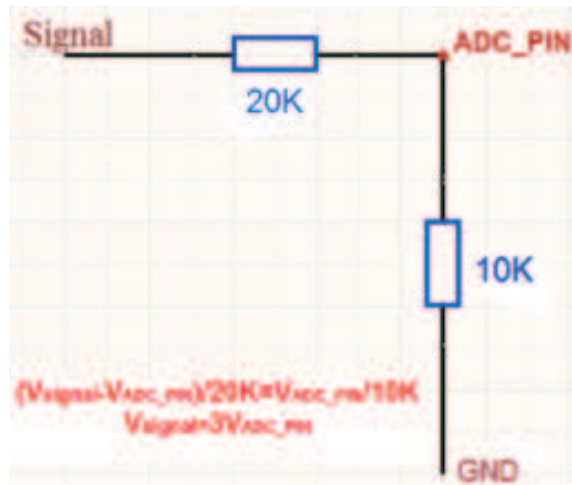 Signal
ADC_PIN
20K
10K
(Vsignal-VADC_PIN)/20K=VADC_PIN/10K
Vsignal=3VADC_PIN
GND